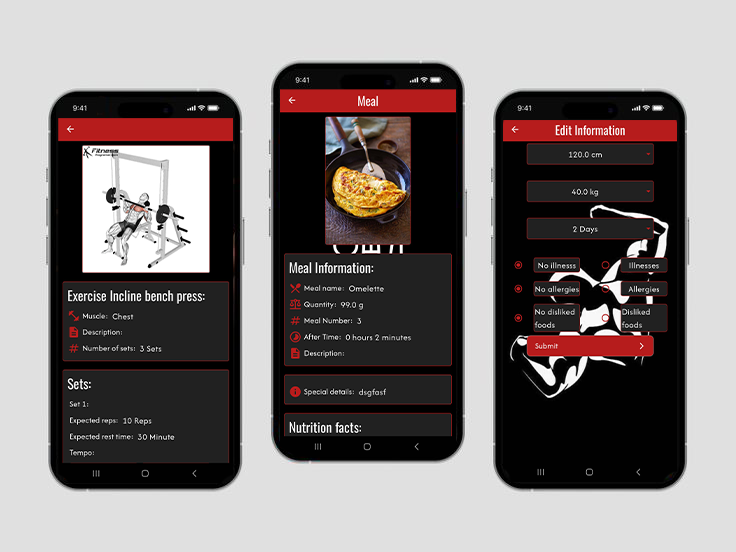 9:41
Fitness
Exercise Incline bench press:
Muscle: Chest
Description:
Number of sets: 3 Sets
Sets:
Set 1:
Expected reps: 10 Reps
Expected rest time: 30 Minute
Tempo:
9:41
Meal
Meal Information:
Meal name: Omelette
Quantity: 99.0 g
Meal Number: 3
After Time: 0 hours 2 minutes
Description:
Special details: dsgfasf
Nutrition facts:
9:41
Edit Information
120.0 cm
40.0 kg
2 Days
No illnesss Illnesses
No allergies Allergies
No disliked foods Disliked foods
Submit